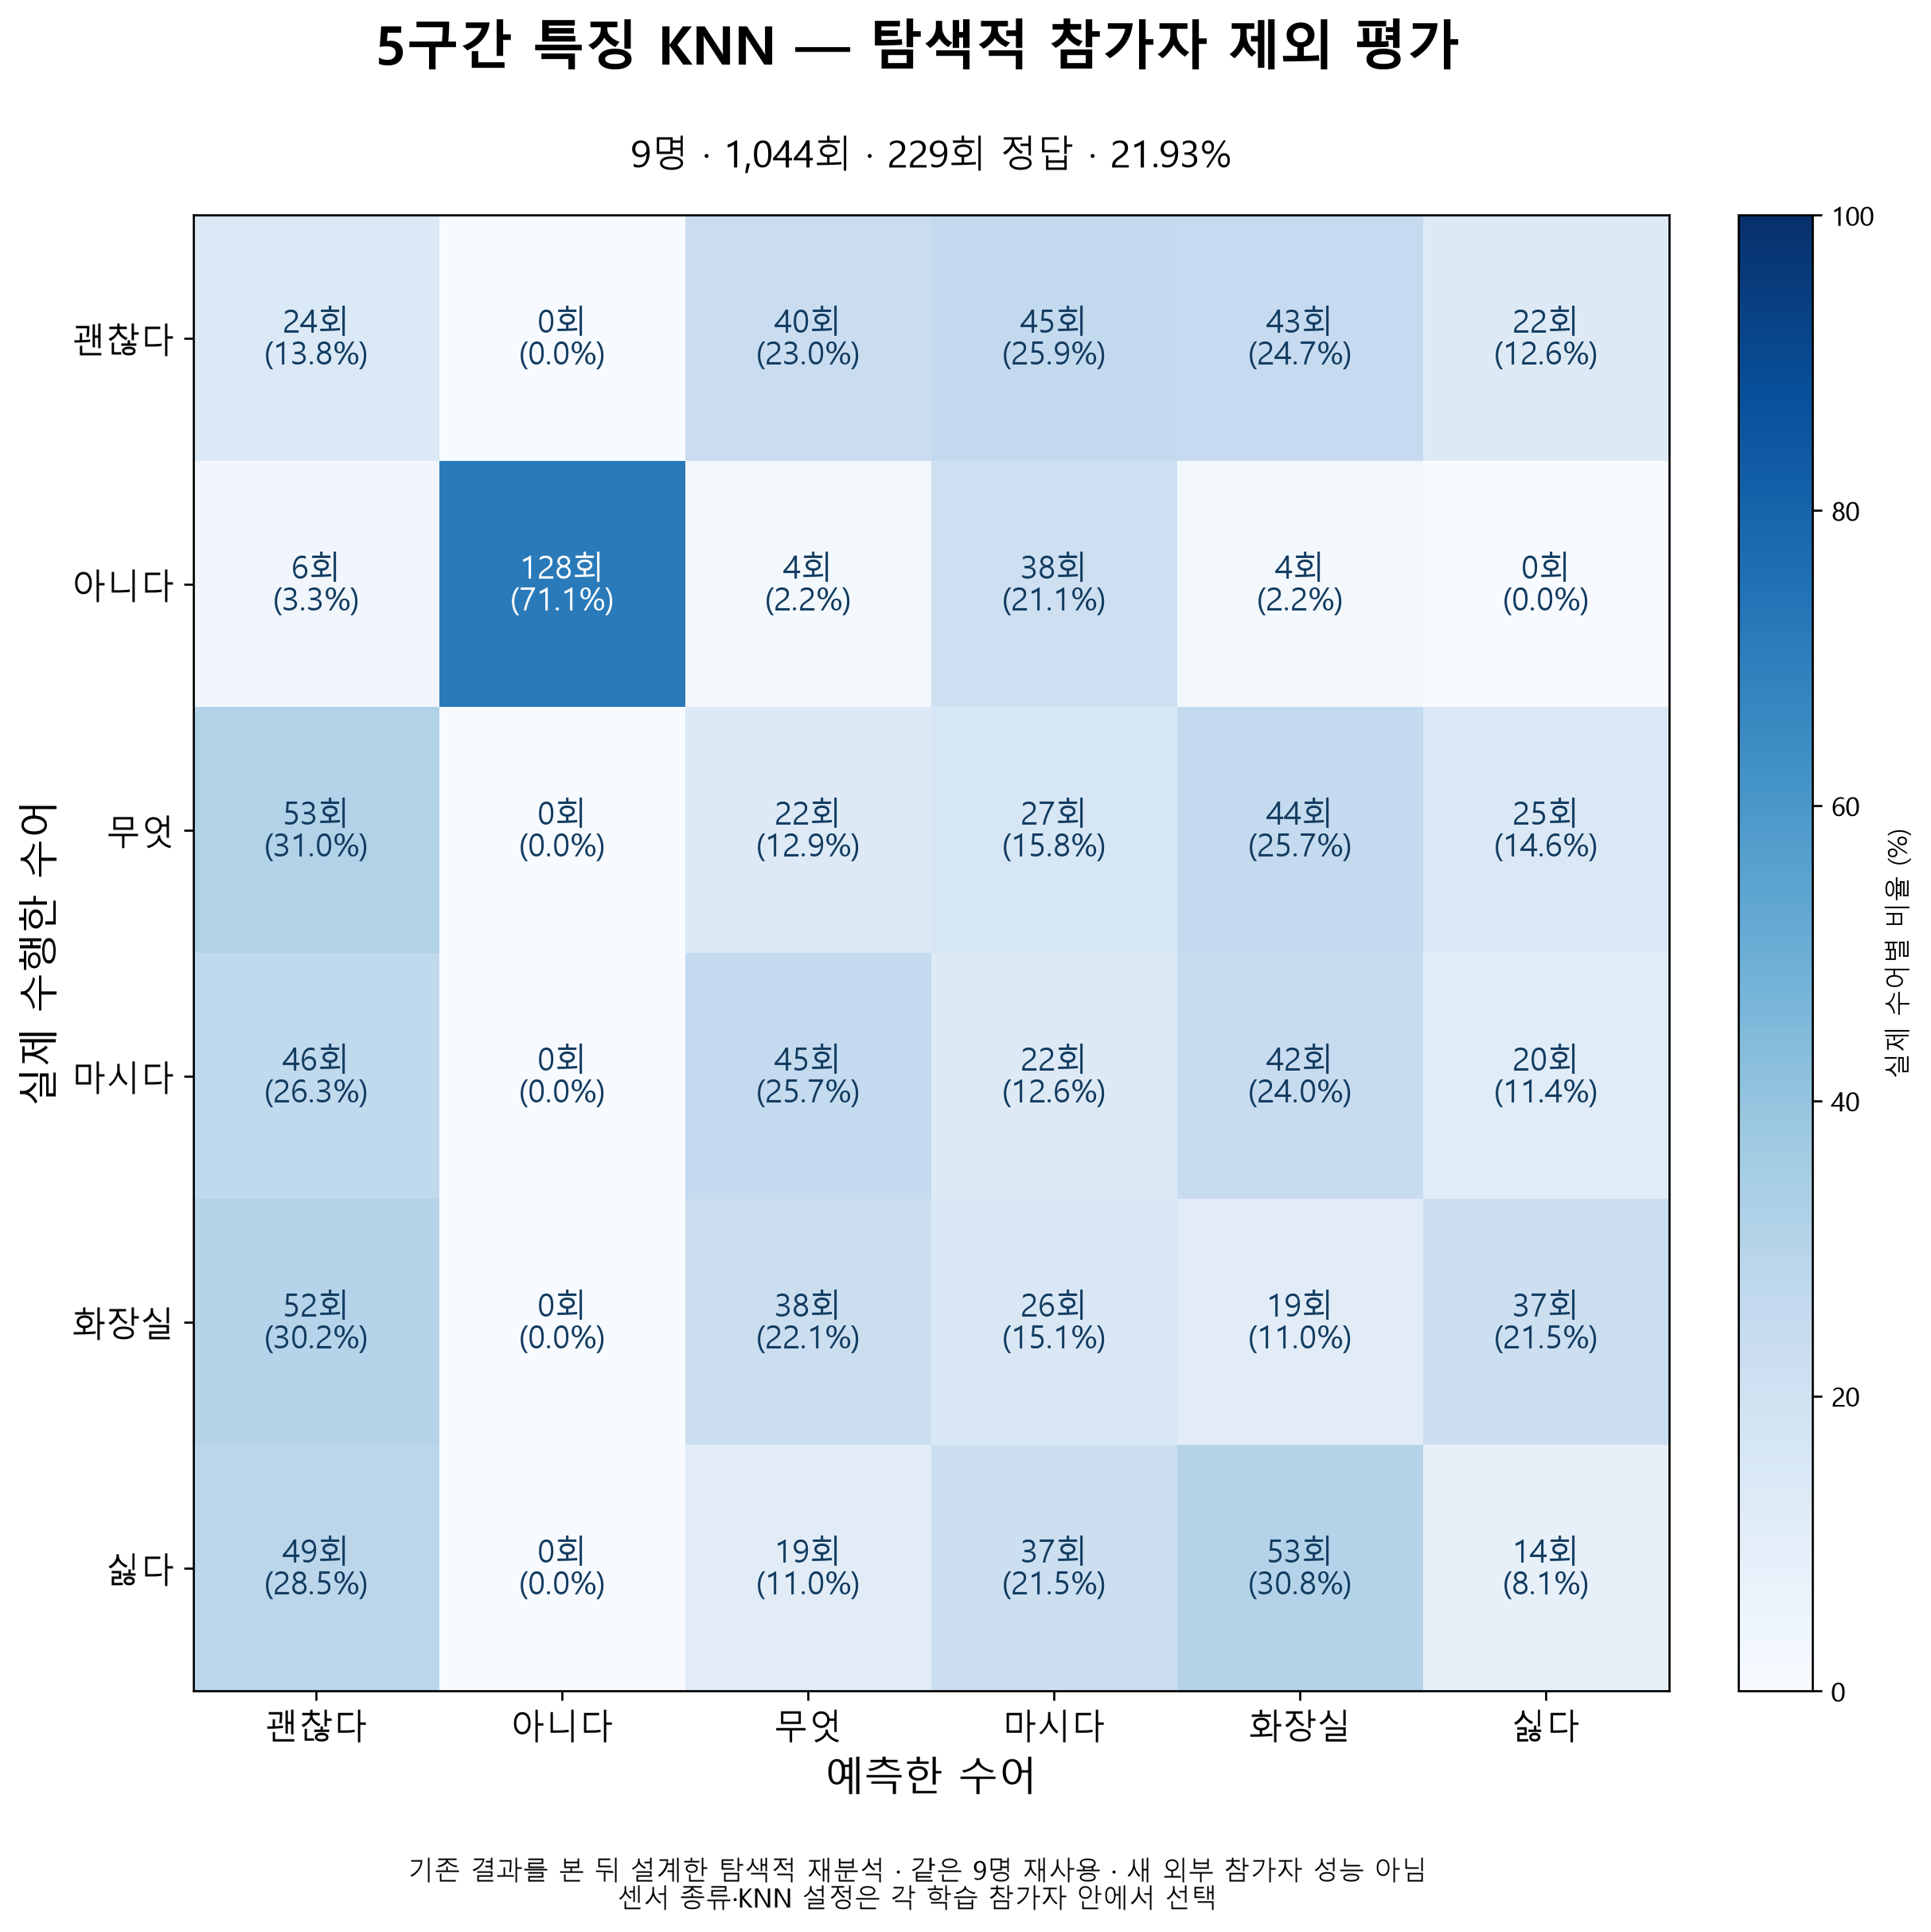 5구간 특징 KNN — 탐색적 참가자 제외 평가
9명 · 1,044회 · 229회 정답 · 21.93%
실제 수행한 수어
괜찮다
24회
(13.8%)
0회
(0.0%)
40회
(23.0%)
45회
(25.9%)
43회
(24.7%)
22회
(12.6%)
아니다
6회
(3.3%)
128회
(71.1%)
4회
(2.2%)
38회
(21.1%)
4회
(2.2%)
0회
(0.0%)
무엇
53회
(31.0%)
0회
(0.0%)
22회
(12.9%)
27회
(15.8%)
44회
(25.7%)
25회
(14.6%)
마시다
46회
(26.3%)
0회
(0.0%)
45회
(25.7%)
22회
(12.6%)
42회
(24.0%)
20회
(11.4%)
화장실
52회
(30.2%)
0회
(0.0%)
38회
(22.1%)
26회
(15.1%)
19회
(11.0%)
37회
(21.5%)
싫다
49회
(28.5%)
0회
(0.0%)
19회
(11.0%)
37회
(21.5%)
53회
(30.8%)
14회
(8.1%)
괜찮다
아니다
무엇
마시다
화장실
싫다
예측한 수어
100
80
60
40
20
0
실제 수어별 비율 (%)
기존 결과를 본 뒤 설계한 탐색적 재분석 · 같은 9명 재사용 · 새 외부 참가자 성능 아님
센서 종류·KNN 설정은 각 학습 참가자 안에서 선택